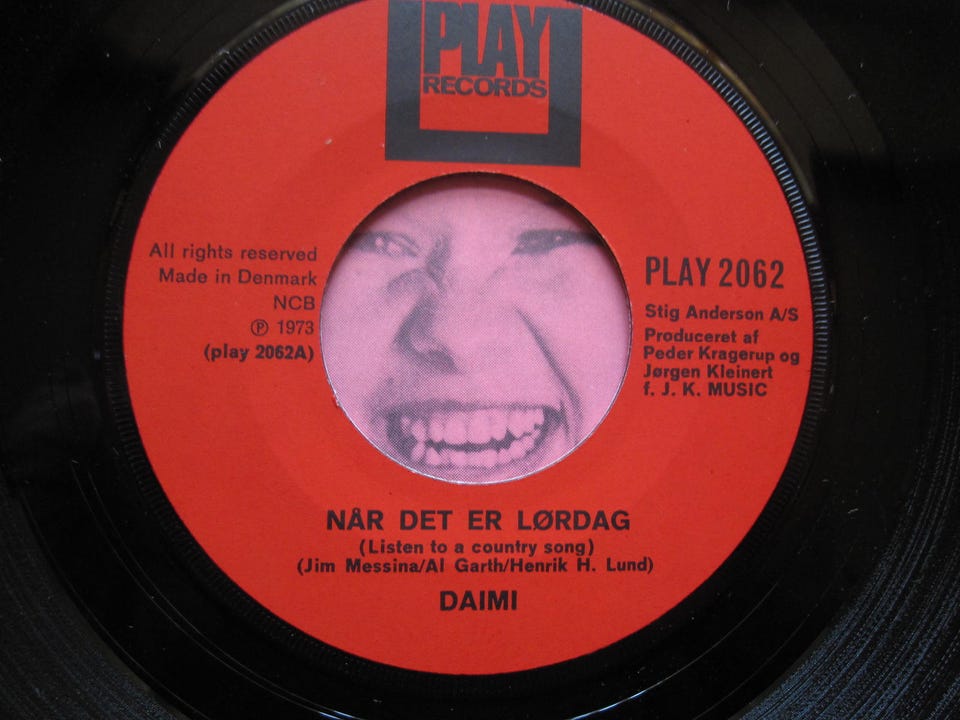 PLAY
RECORDS
All rights reserved
Made in Denmark
NCB
Ⓟ 1973
(play 2062A)
PLAY 2062
Stig Anderson A/S
Produceret af
Peder Kragerup og
Jørgen Kleinert
f. J. K. MUSIC
NÅR DET ER LØRDAG
(Listen to a country song)
(Jim Messina/Al Garth/Henrik H. Lund)
DAIMI